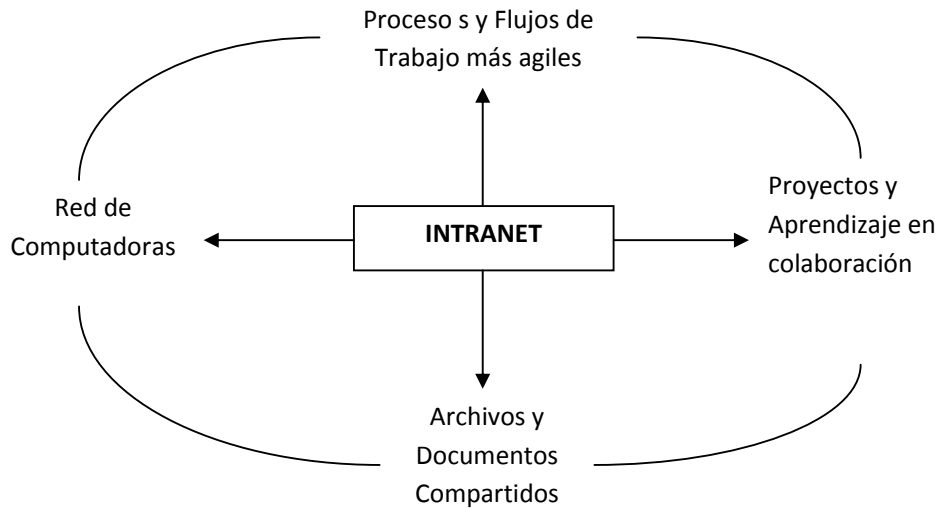 Proceso s y Flujos de
Trabajo más agiles
Red de
Computadoras
INTRANET
Proyectos y
Aprendizaje en
colaboración
Archivos y
Documentos
Compartidos